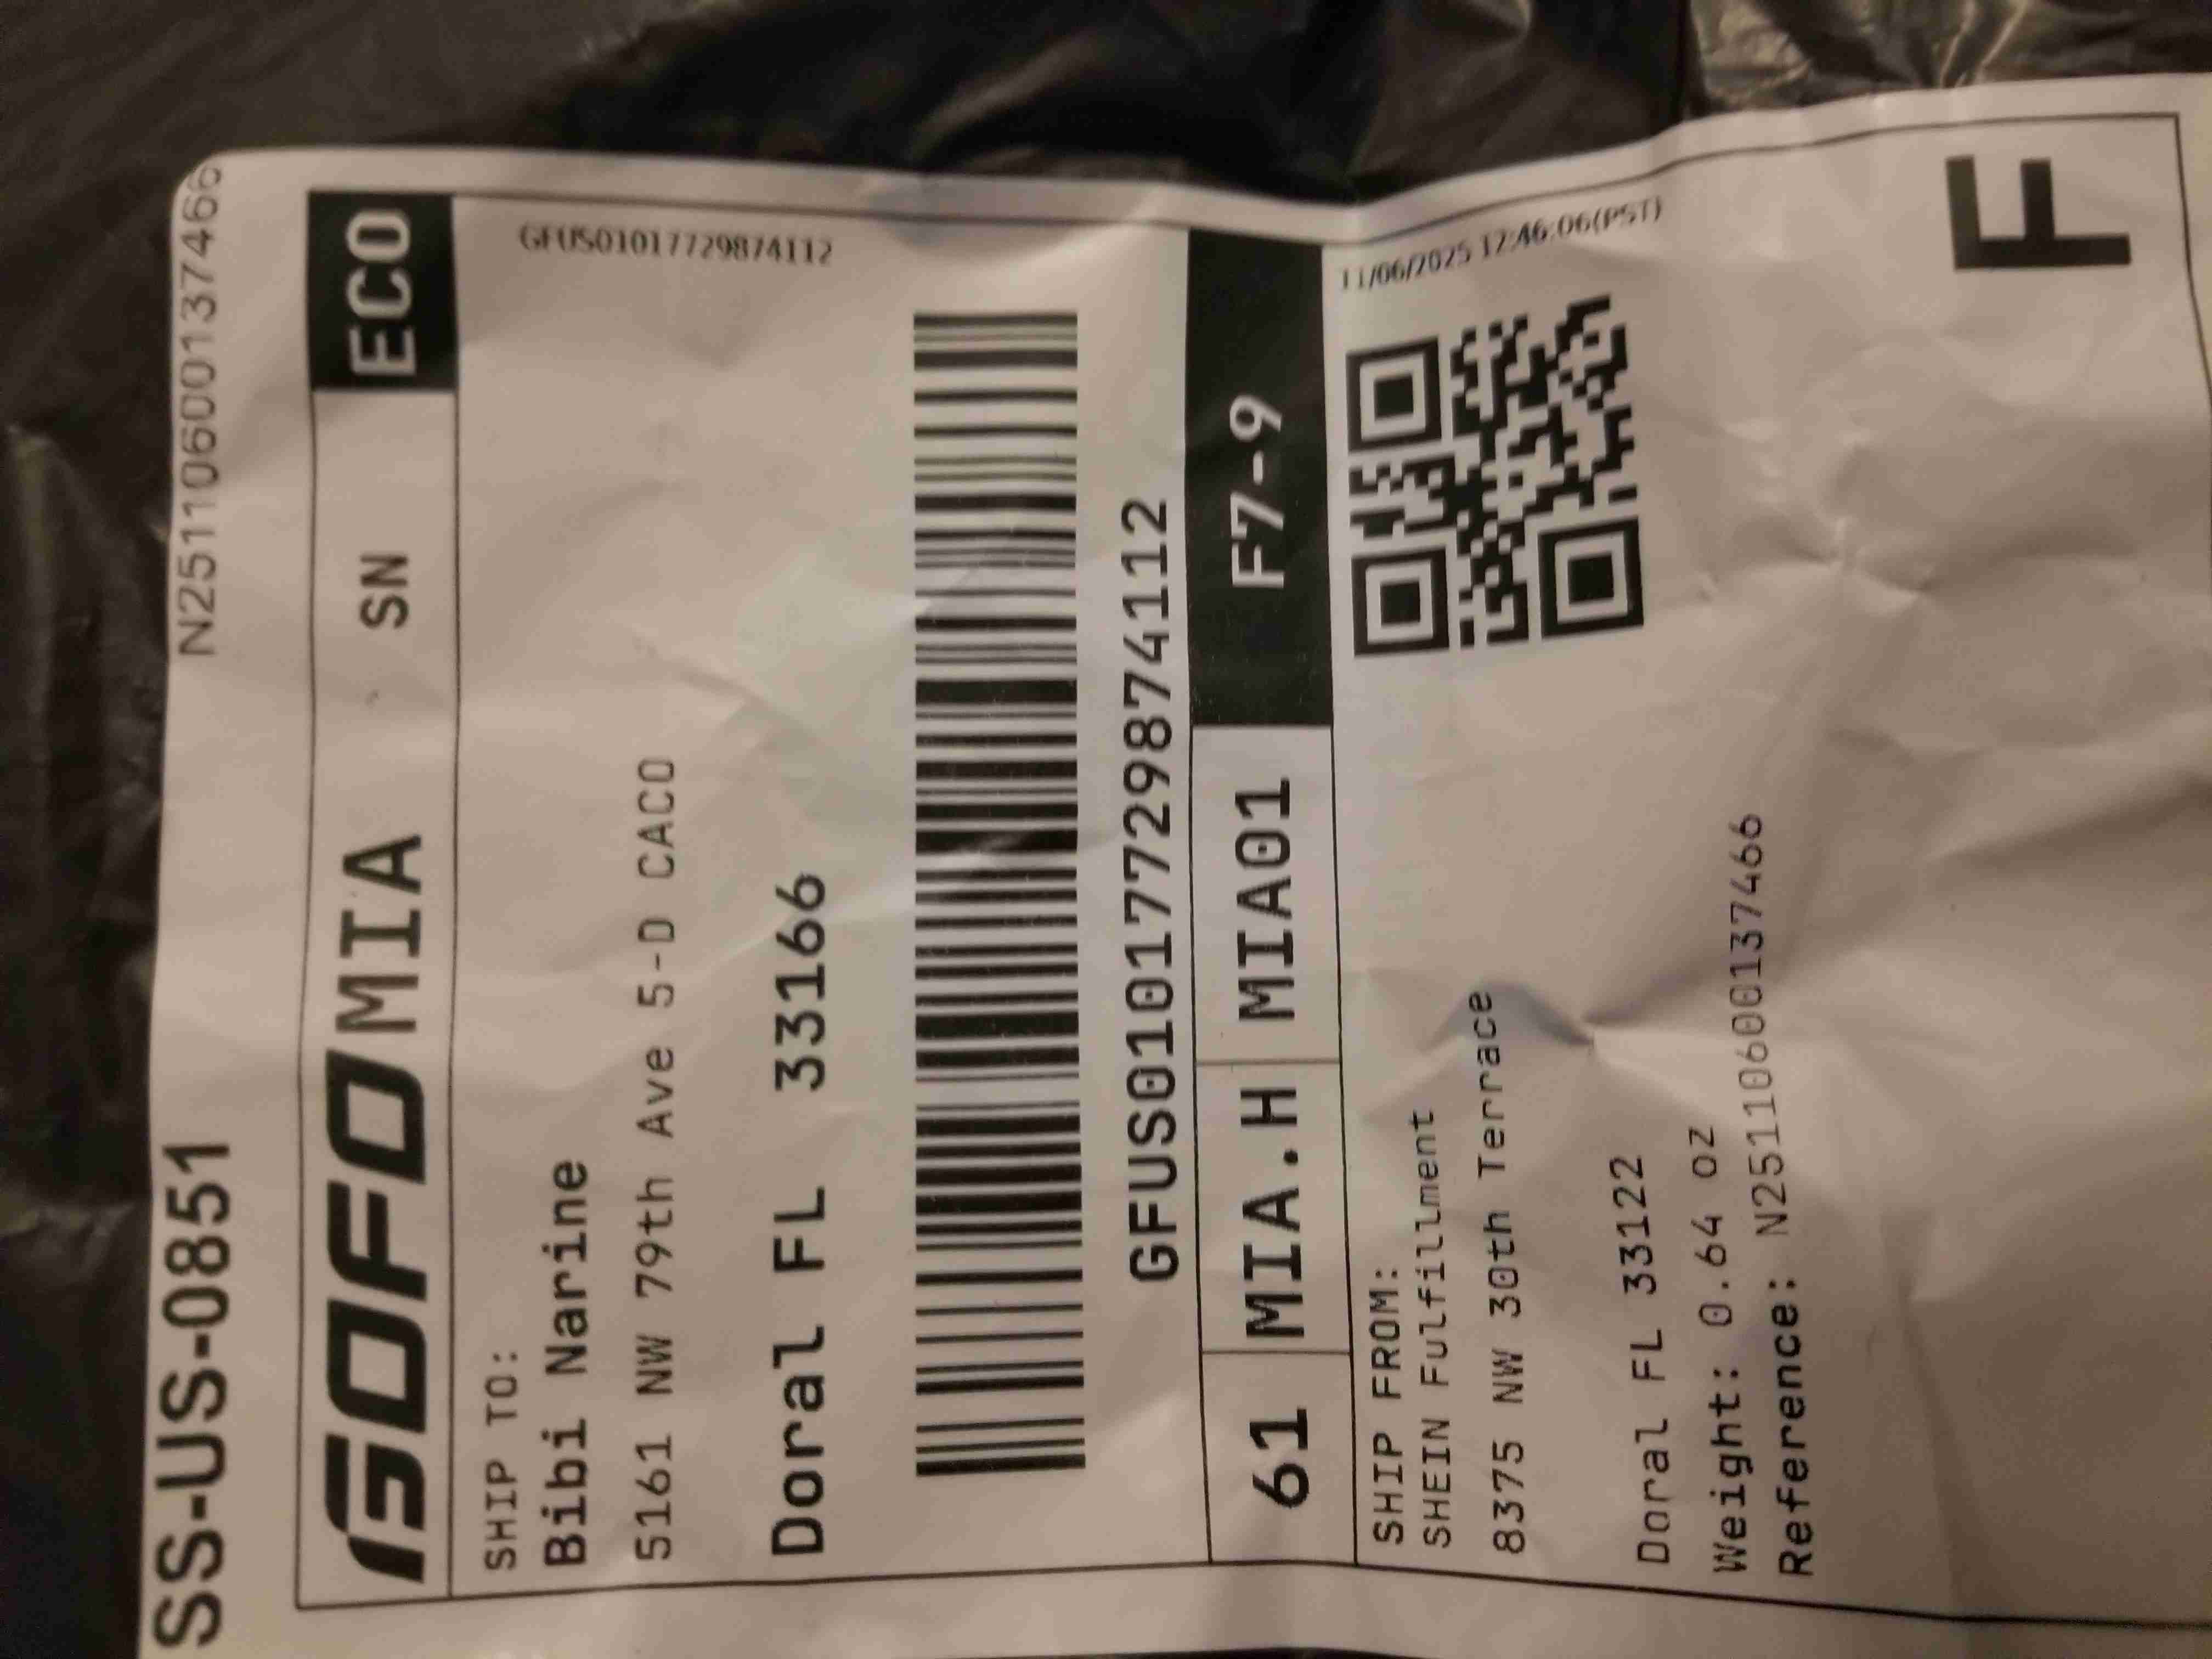 SS-US-0851 N25110600137466
GOFO MIA SN ECO
SHIP TO:
GFUS01017729874112
Bibi Narine
5161 NW 79th Ave 5-D CACO
Doral FL 33166
GFUS01017729874112
61 MIA.H MIA01 F7-9
11/06/2025 12:46:06(PST)
SHIP FROM:
SHEIN Fulfillment
8375 NW 30th Terrace
Doral FL 33122
Weight: 0.64 oz
Reference: N25110600137466
F